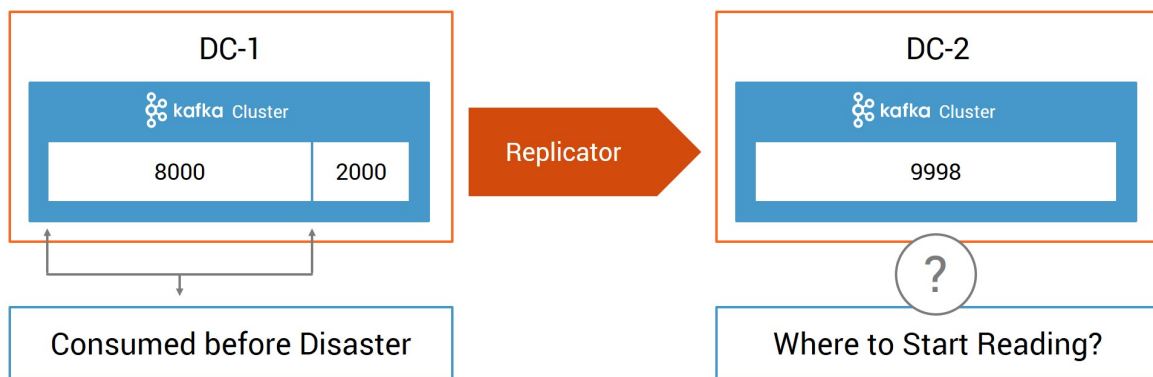 DC-1
kafka Cluster
8000
2000
Consumed before Disaster
Replicator
DC-2
kafka Cluster
9998
?
Where to Start Reading?